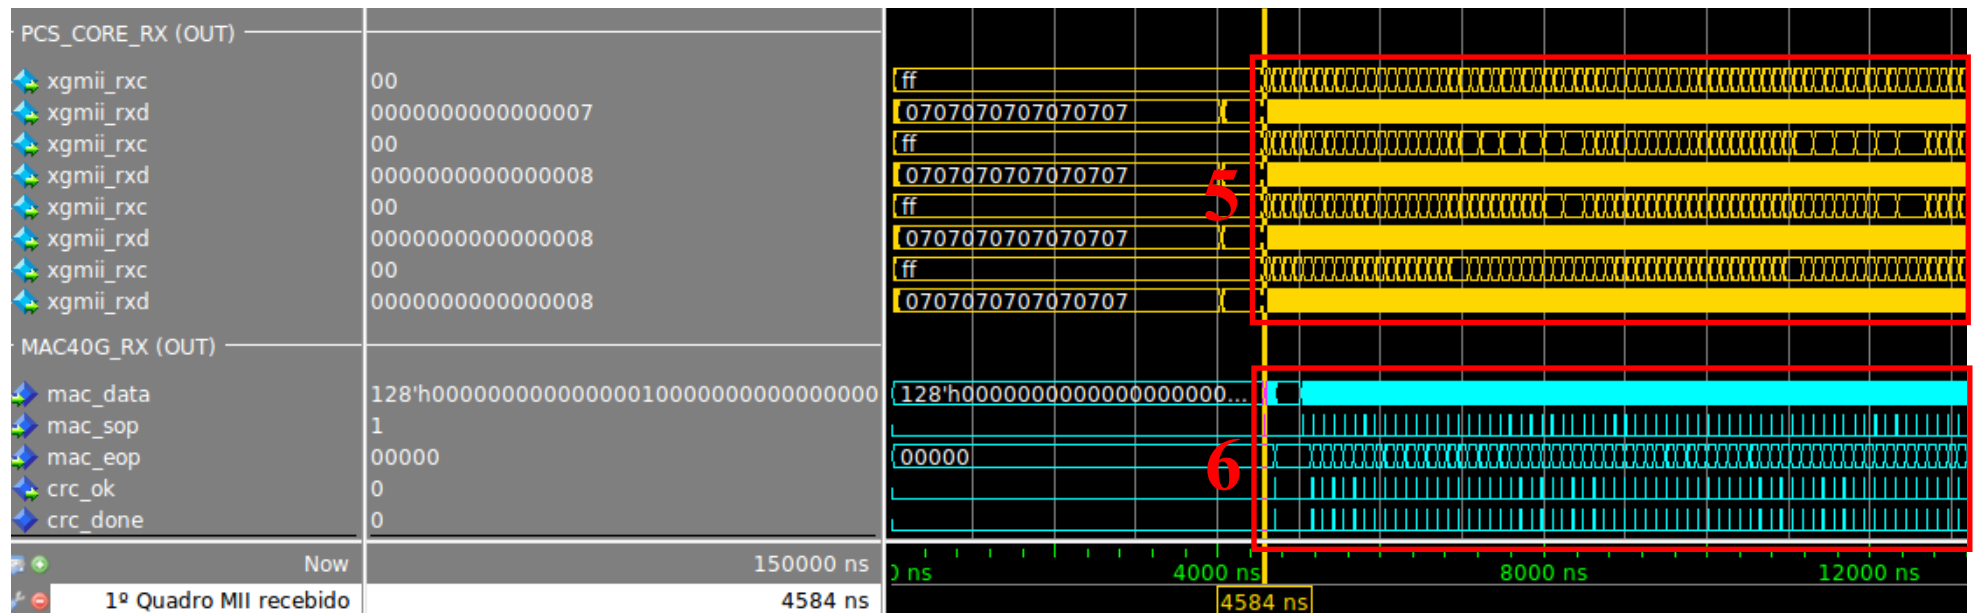 PCS_CORE_RX (OUT)
xgmii_rxc 00 ff
xgmii_rxd 0000000000000007 0707070707070707
xgmii_rxc 00 ff
xgmii_rxd 0000000000000008 0707070707070707
xgmii_rxc 00 ff
xgmii_rxd 0000000000000008 0707070707070707
xgmii_rxc 00 ff
xgmii_rxd 0000000000000008 0707070707070707
5
MAC40G_RX (OUT)
mac_data 128'h00000000000000010000000000000000 128'h0000000000000000000...
mac_sop 1
mac_eop 00000 00000
6
crc_ok 0
crc_done 0
Now 150000 ns 0 ns 4000 ns 8000 ns 12000 ns
1º Quadro MII recebido 4584 ns 4584 ns